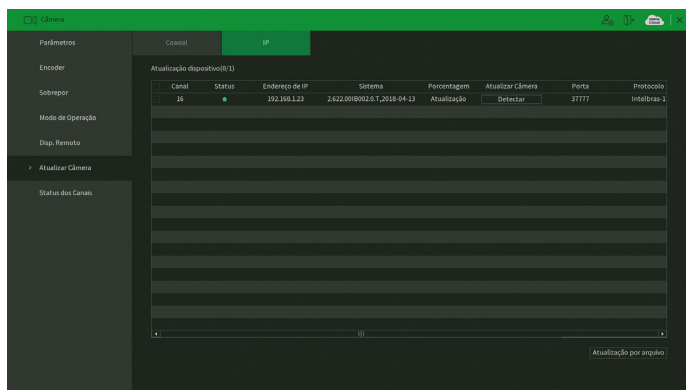 Câmera
Parâmetros
Encoder
Sobrepor
Modo de Operação
Disp. Remoto
> Atualizar Câmera
Status dos Canais
Coaxial IP
Atualização dispositivo(0/1)
Canal Status Endereço de IP Sistema Porcentagem Atualizar Câmera Porta Protocolo
16 192.168.1.23 2.622.00IB002.0.T,2018-04-13 Atualização Detectar 37777 Intelbras-1
Atualização por arquivo